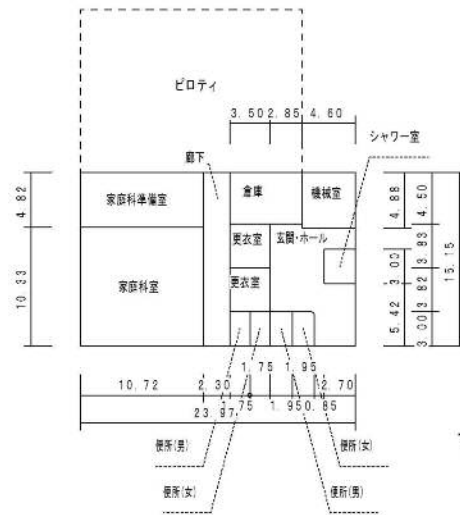 ピロティ
3.50 2.85 4.60
シャワー室
廊下
4.82
家庭科準備室
倉庫
機械室
4.88
4.50
更衣室
玄関・ホール
3.83
3.00
15.15
10.33
家庭科室
更衣室
3.82
5.42
3.00
1.75 1.95
10.72 2.30 2.70
1.75 1.95 0.85
23.97
便所(男)
便所(女)
便所(女)
便所(男)